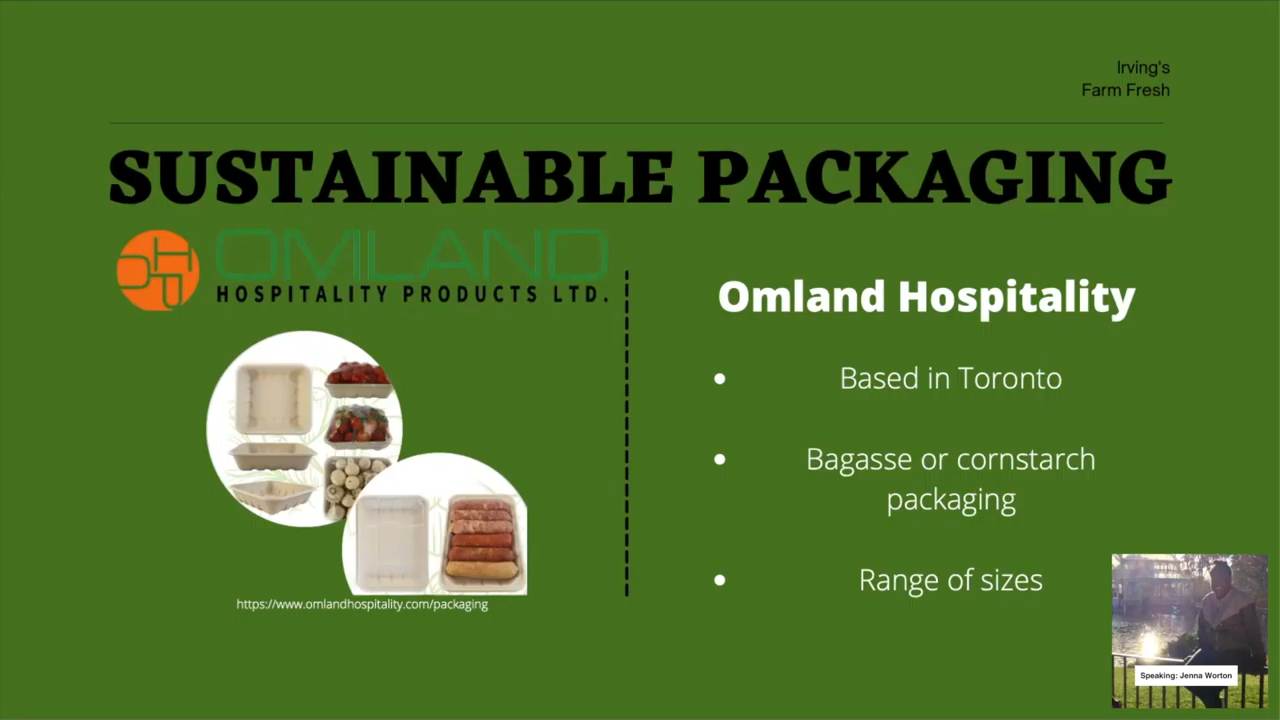 Irving's
Farm Fresh
SUSTAINABLE PACKAGING
OMLAND
HOSPITALITY PRODUCTS LTD.
https://www.omlandhospitality.com/packaging
Omland Hospitality
• Based in Toronto
• Bagasse or cornstarch
packaging
• Range of sizes
Speaking: Jenna Worton